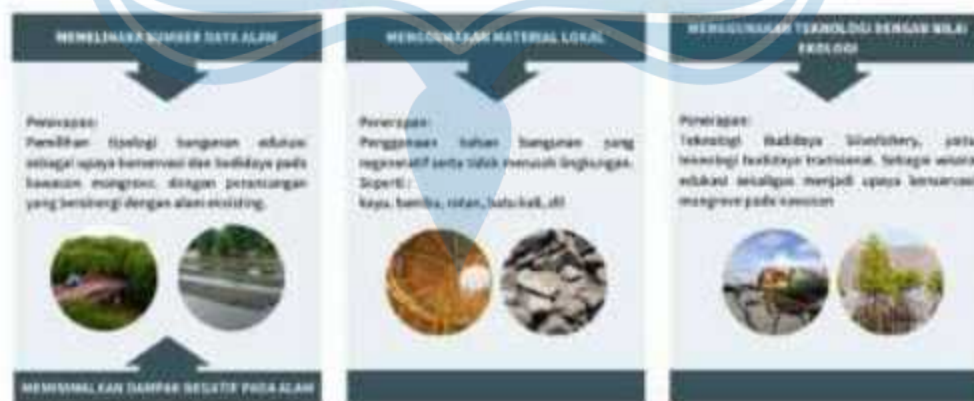 MEMELIHARA SUMBER DAYA ALAM
Penerapan:
Pemilihan tipologi bangunan edukasi
sebagai upaya konservasi dan budidaya pada
kawasan mangrove, dengan perancangan
yang bersinergi dengan alam eksisting.
MEMINIMALKAN DAMPAK NEGATIF PADA ALAM
MENGGUNAKAN MATERIAL LOKAL
Penerapan:
Penggunaan bahan bangunan yang
regeneratif serta tidak merusak lingkungan.
Seperti:
kayu, bambu, rotan, batu kali, dll
MENGGUNAKAN TEKNOLOGI DENGAN NILAI
EKOLOGI
Penerapan:
Teknologi Budidaya Silvofishery,
teknologi budidaya tradisional. Sebagai wisata
edukasi sekaligus menjadi upaya konservasi
mangrove pada kawasan